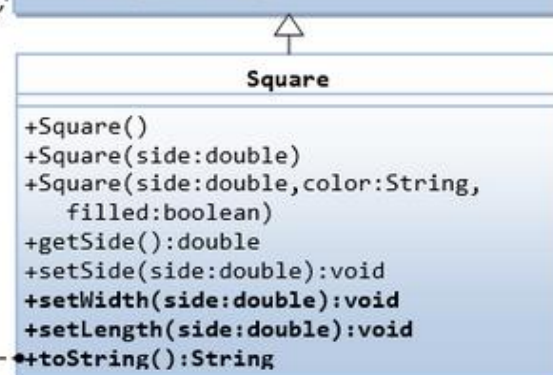 Square
+Square()
+Square(side:double)
+Square(side:double,color:String,
filled:boolean)
+getSide():double
+setSide(side:double):void
+setWidth(side:double):void
+setLength(side:double):void
+toString():String